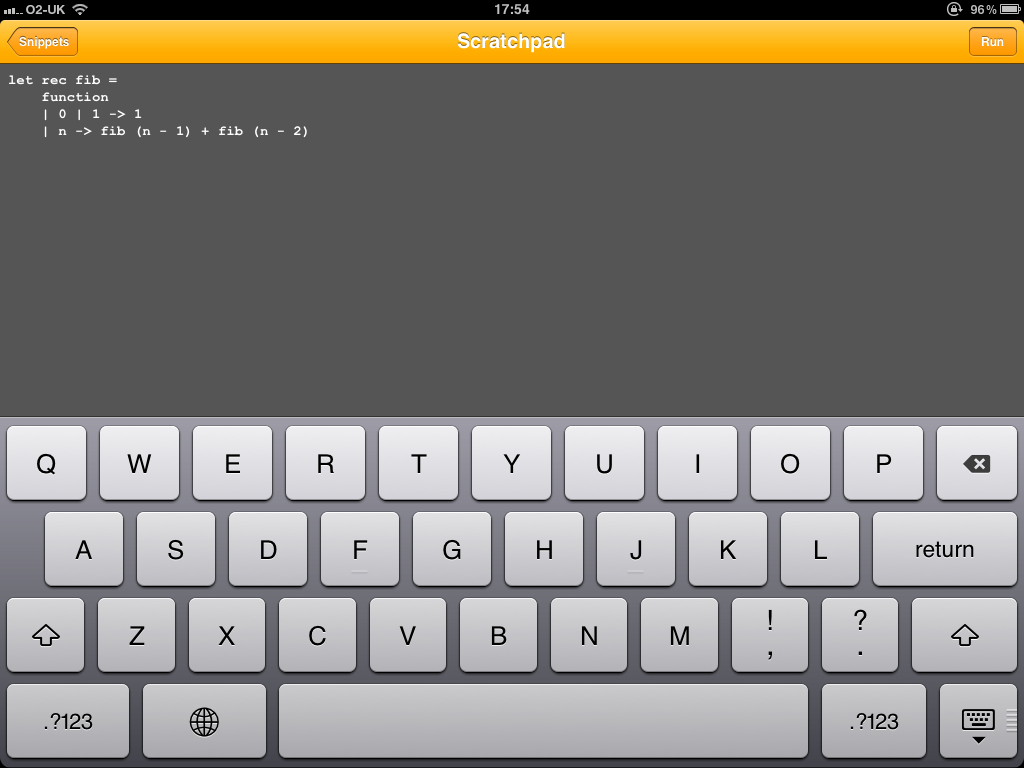 O2-UK 17:54 96%
Snippets Scratchpad Run
let rec fib =
    function
    | 0 | 1 -> 1
    | n -> fib (n - 1) + fib (n - 2)
Q W E R T Y U I O P
A S D F G H J K L return
Z X C V B N M ! , ? .
.?123 .?123